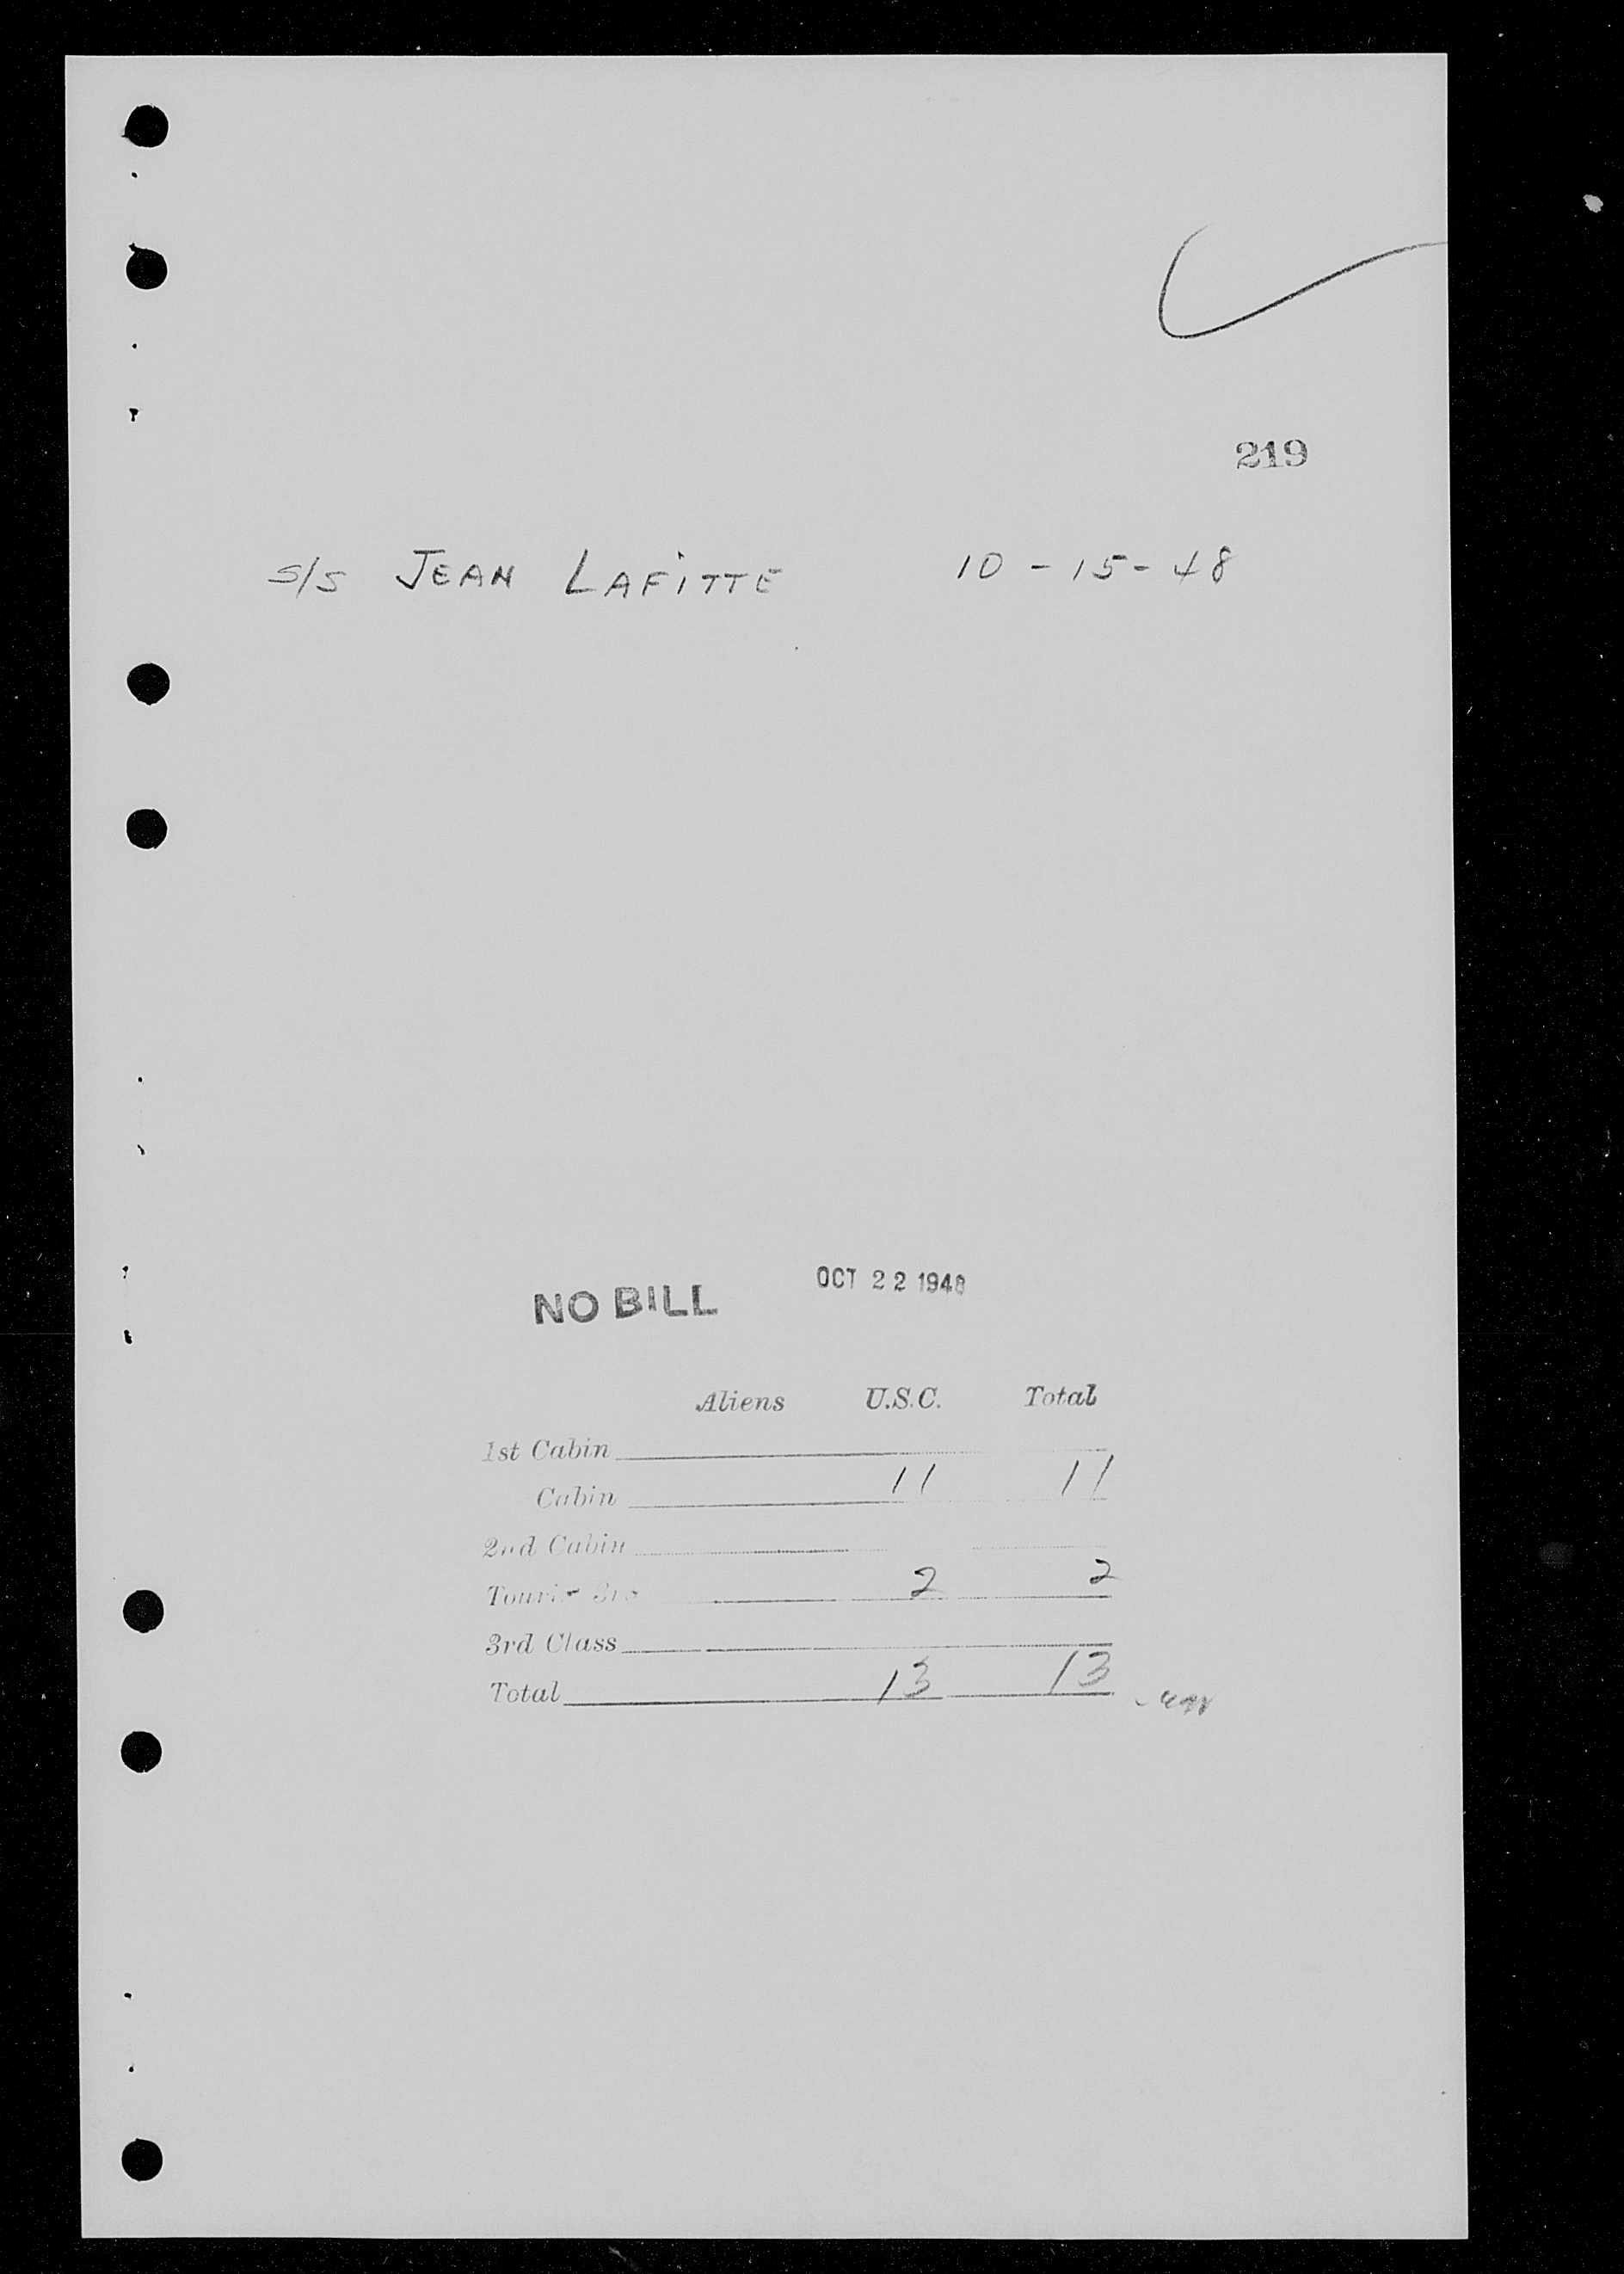 219
S/S JEAN LAFITTE 10-15-48
NO BILL OCT 22 1948
Aliens U.S.C. Total
1st Cabin
Cabin 11 11
2nd Cabin
2 2
3rd Class
Total 13 13